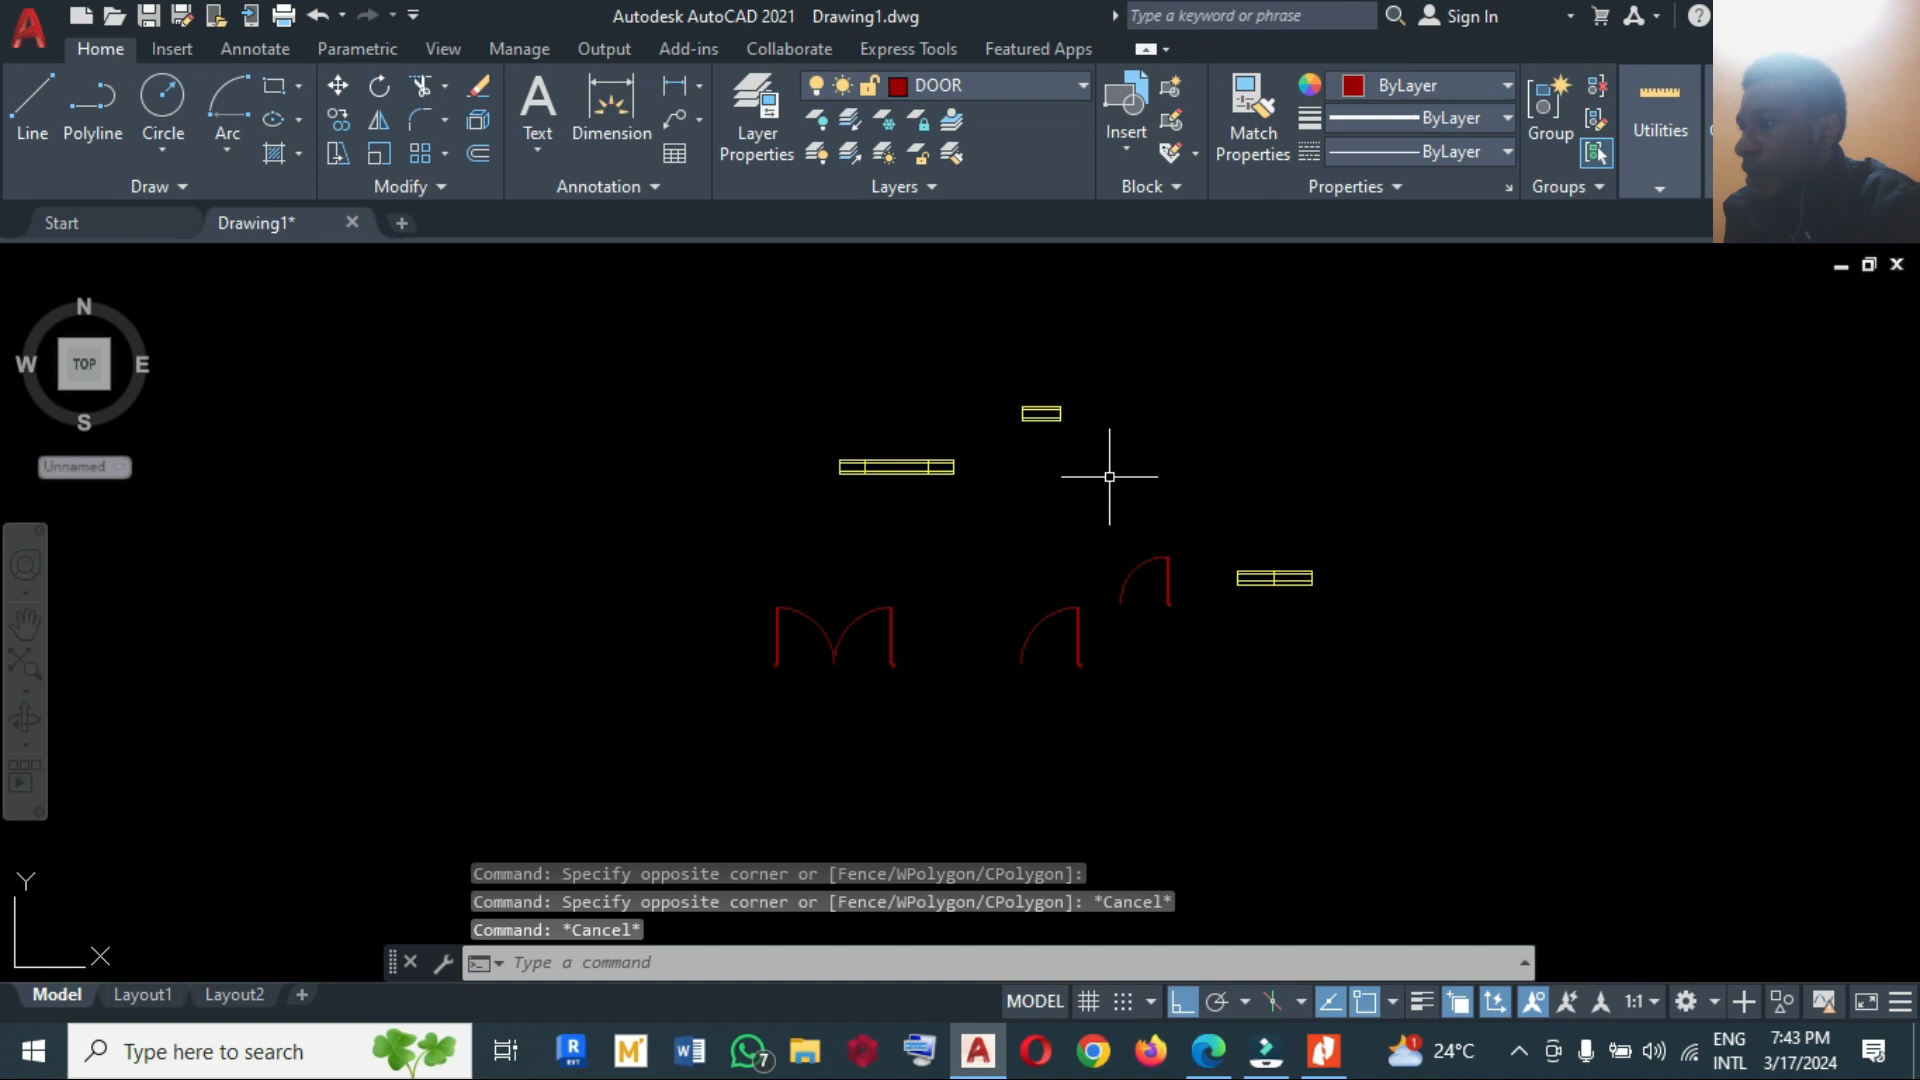 Autodesk AutoCAD 2021 Drawing1.dwg
Type a keyword or phrase
Sign In
Home Insert Annotate Parametric View Manage Output Add-ins Collaborate Express Tools Featured Apps
DOOR
ByLayer
ByLayer
ByLayer
Line Polyline Circle Arc
Text Dimension
Layer Properties
Insert
Match Properties
Group
Utilities
Draw Modify Annotation Layers Block Properties Groups
Start Drawing1*
N
W TOP E
S
Unnamed
Y
X
Command: Specify opposite corner or [Fence/WPolygon/CPolygon]:
Command: Specify opposite corner or [Fence/WPolygon/CPolygon]: *Cancel*
Command: *Cancel*
Type a command
Model Layout1 Layout2
MODEL 1:1
Type here to search
7
24°C
ENG
INTL
7:43 PM
3/17/2024